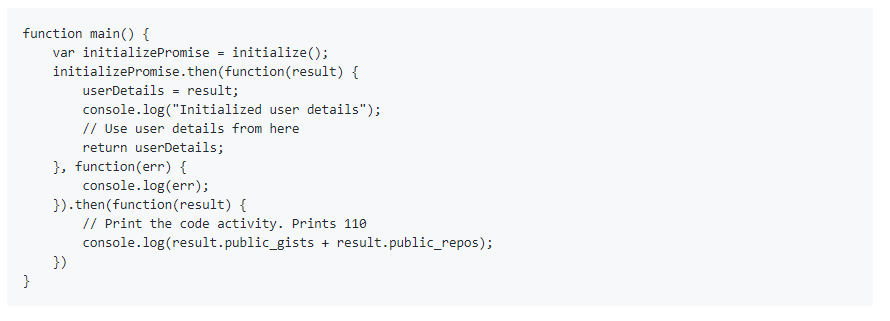 function main() {
    var initializePromise = initialize();
    initializePromise.then(function(result) {
        userDetails = result;
        console.log("Initialized user details");
        // Use user details from here
        return userDetails;
    }, function(err) {
        console.log(err);
    }).then(function(result) {
        // Print the code activity. Prints 110
        console.log(result.public_gists + result.public_repos);
    })
}